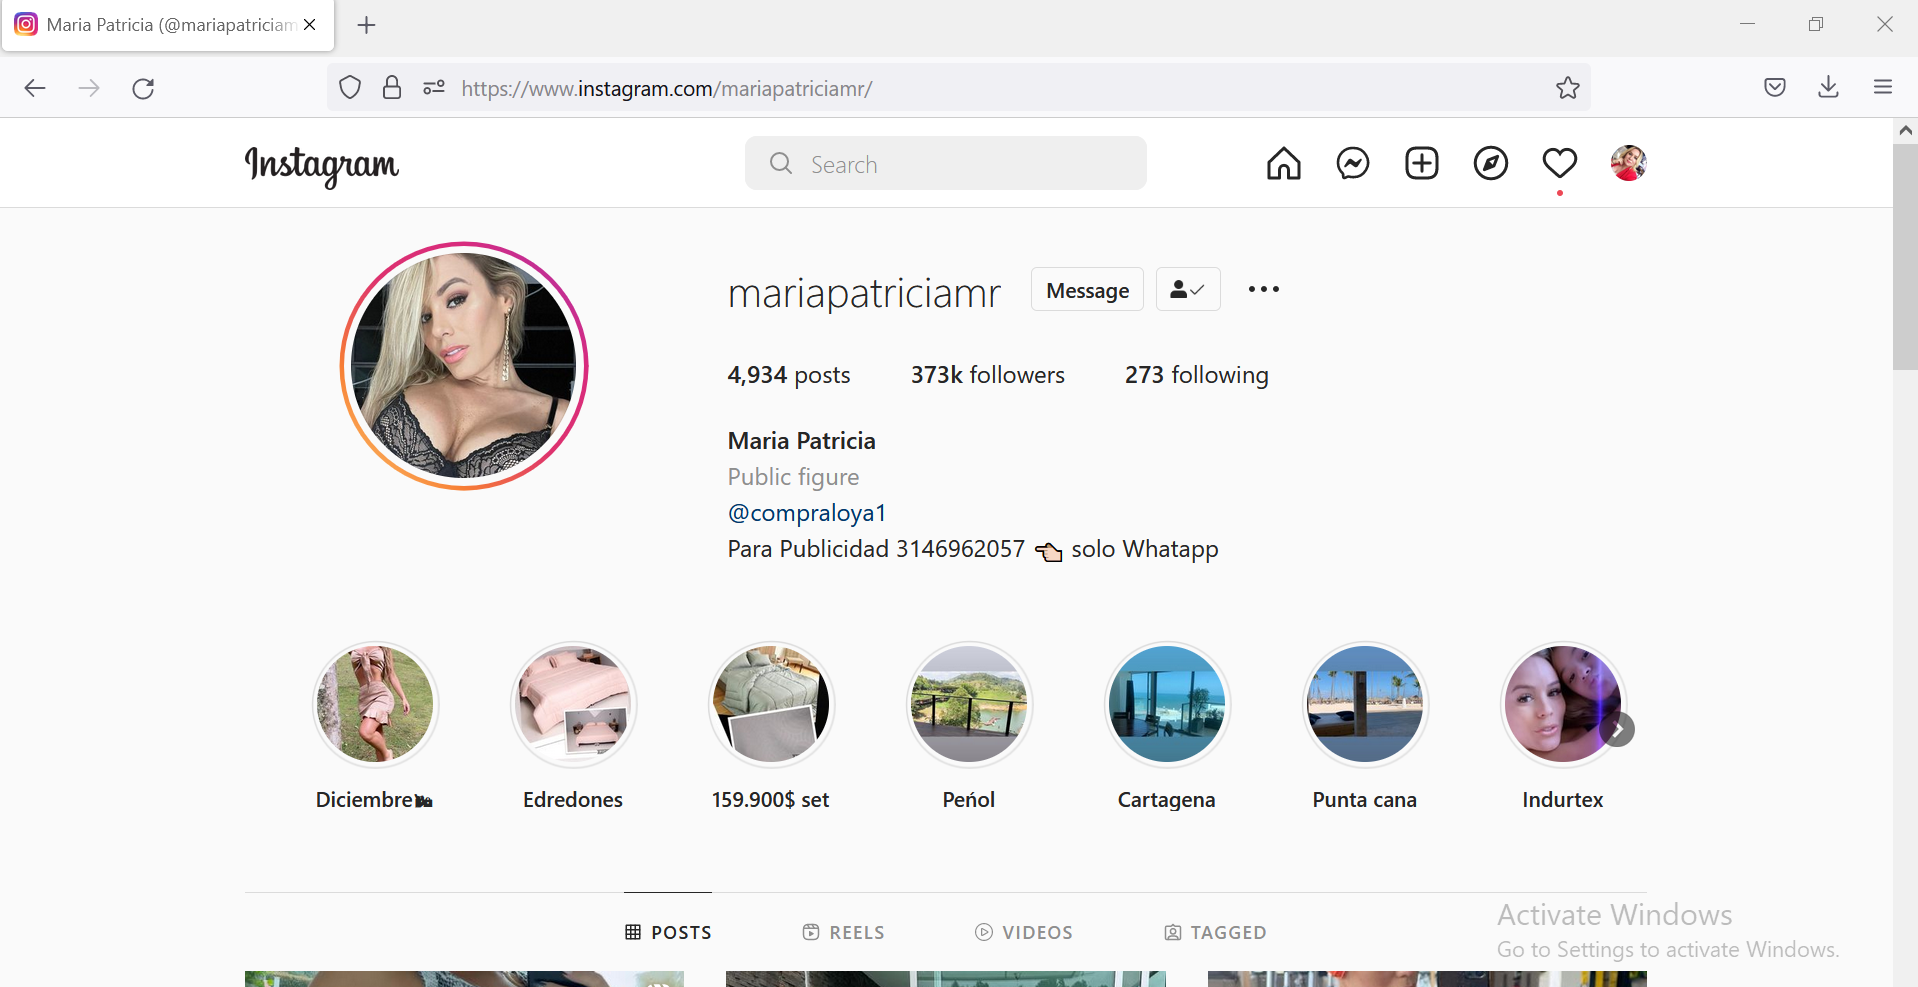 Maria Patricia (@mariapatriciam
https://www.instagram.com/mariapatriciamr/
Instagram
Search
mariapatriciamr
Message
4,934 posts 373k followers 273 following
Maria Patricia
Public figure
@compraloya1
Para Publicidad 3146962057 👈🏻 solo Whatapp
Diciembre Edredones 159.900$ set Peńol Cartagena Punta cana Indurtex
POSTS REELS VIDEOS TAGGED
Activate Windows
Go to Settings to activate Windows.